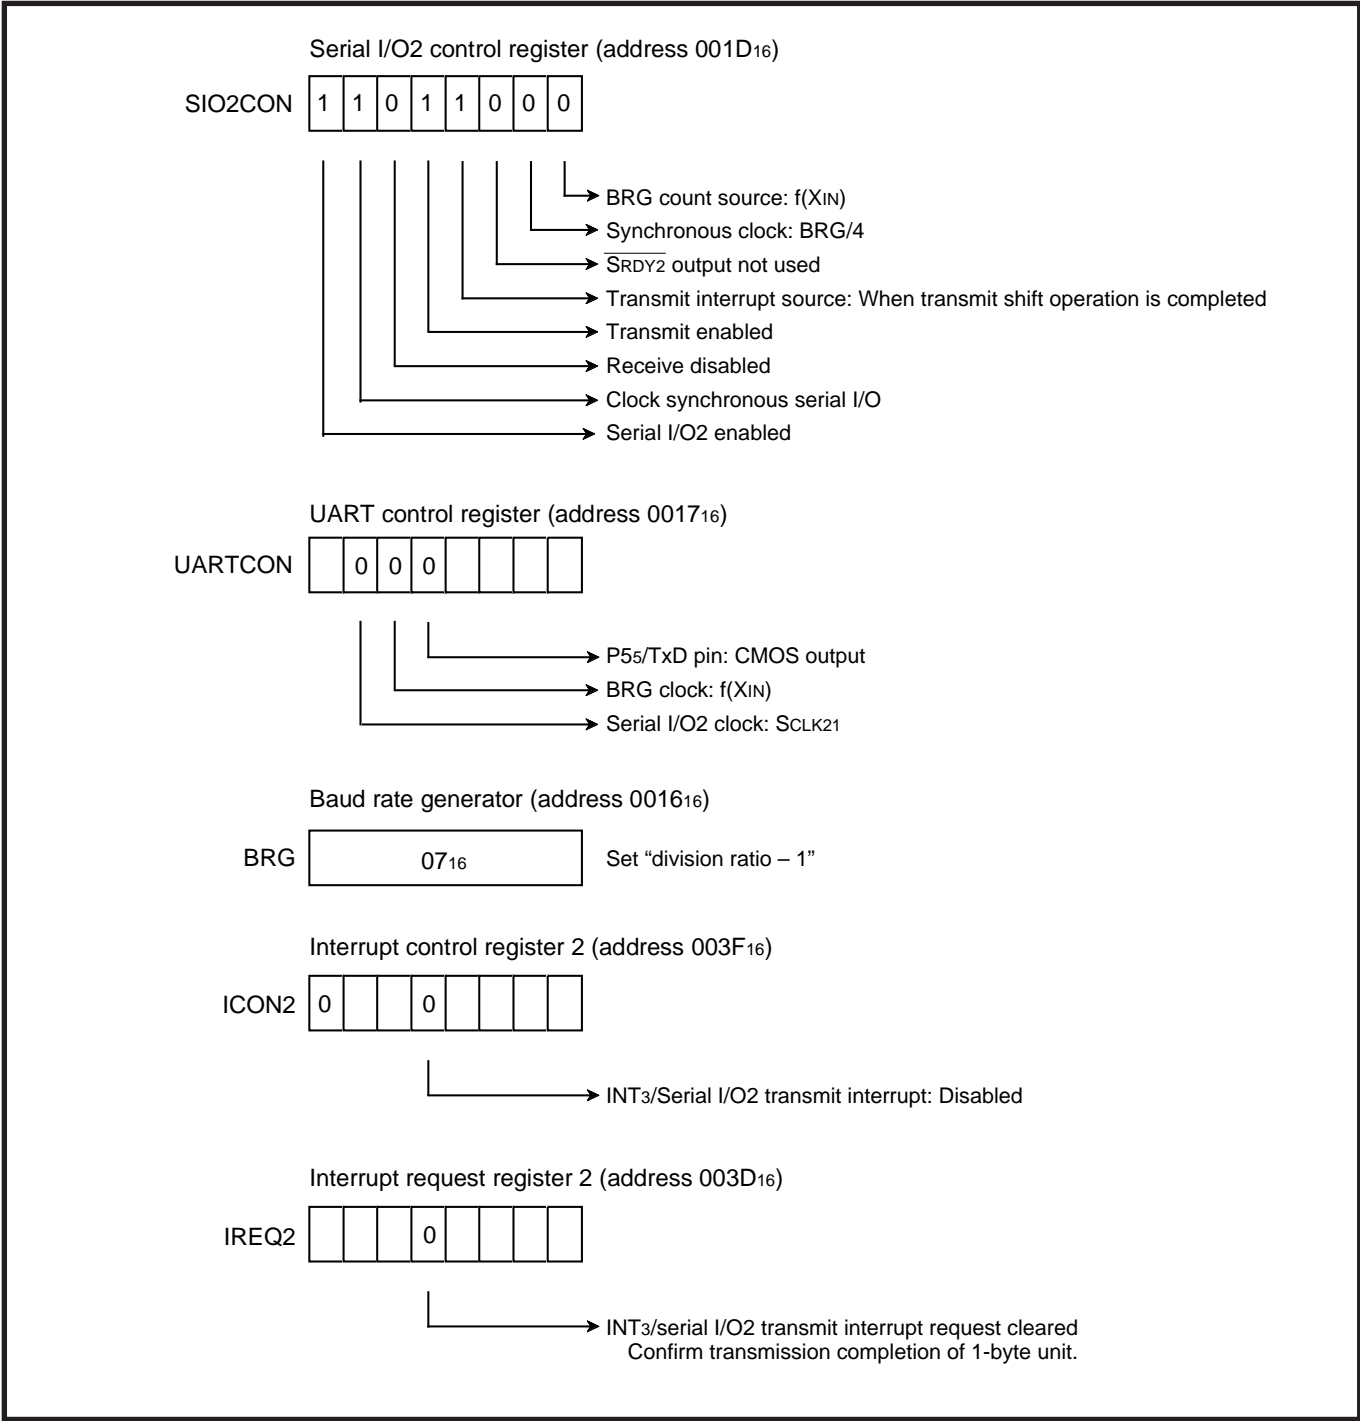 Serial I/O2 control register (address 001D16)
SIO2CON 1 1 0 1 1 0 0 0
BRG count source: f(XIN)
Synchronous clock: BRG/4
SRDY2 output not used
Transmit interrupt source: When transmit shift operation is completed
Transmit enabled
Receive disabled
Clock synchronous serial I/O
Serial I/O2 enabled
UART control register (address 001716)
UARTCON 0 0 0
P55/TxD pin: CMOS output
BRG clock: f(XIN)
Serial I/O2 clock: SCLK21
Baud rate generator (address 001616)
BRG 0716 Set “division ratio – 1”
Interrupt control register 2 (address 003F16)
ICON2 0 0
INT3/Serial I/O2 transmit interrupt: Disabled
Interrupt request register 2 (address 003D16)
IREQ2 0
INT3/serial I/O2 transmit interrupt request cleared
Confirm transmission completion of 1-byte unit.